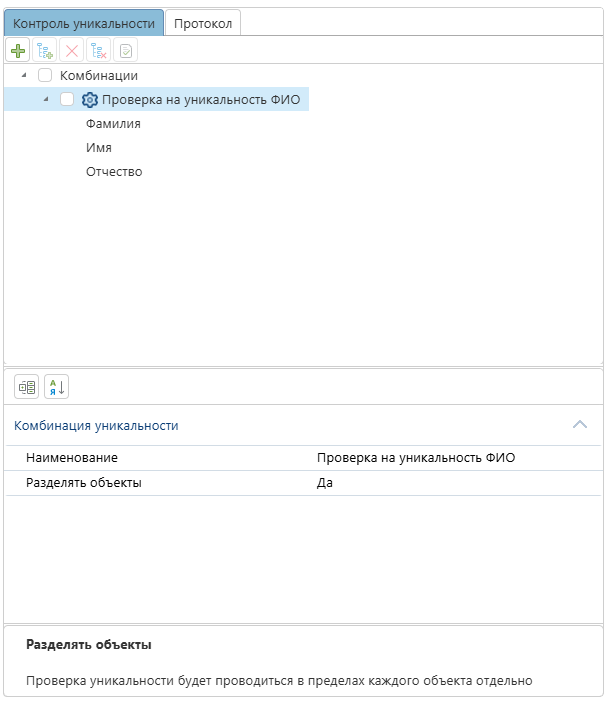 Контроль уникальности Протокол
Комбинации
Проверка на уникальность ФИО
Фамилия
Имя
Отчество
А
Я
Комбинация уникальности
Наименование Проверка на уникальность ФИО
Разделять объекты Да
Разделять объекты
Проверка уникальности будет проводиться в пределах каждого объекта отдельно